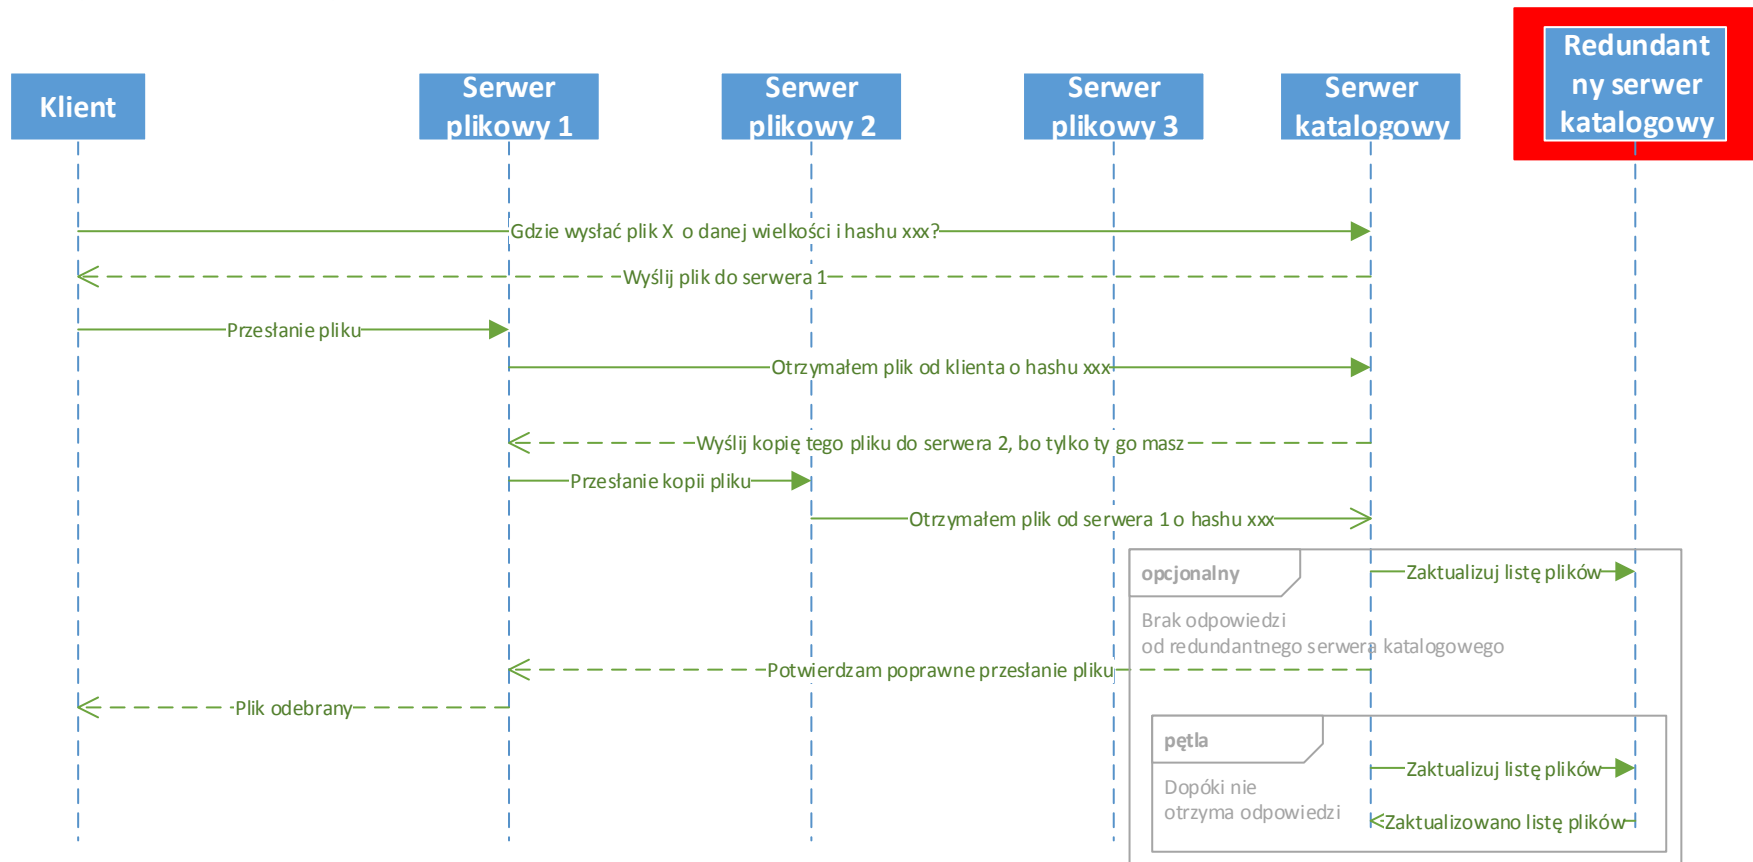 Klient
Serwer
plikowy 1
Serwer
plikowy 2
Serwer
plikowy 3
Serwer
katalogowy
Redundant
ny serwer
katalogowy
Gdzie wysłać plik X o danej wielkości i hashu xxx?
Wyślij plik do serwera 1
Przesłanie pliku
Otrzymałem plik od klienta o hashu xxx
Wyślij kopię tego pliku do serwera 2, bo tylko ty go masz
Przesłanie kopii pliku
Otrzymałem plik od serwera 1 o hashu xxx
opcjonalny
Zaktualizuj listę plików
Brak odpowiedzi
od redundantnego serwera katalogowego
Potwierdzam poprawne przesłanie pliku
Plik odebrany
pętla
Zaktualizuj listę plików
Dopóki nie
otrzyma odpowiedzi
Zaktualizowano listę plików